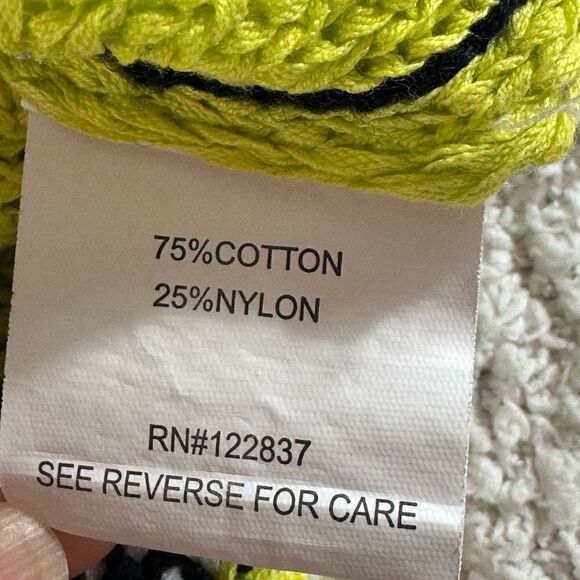 75%COTTON
25%NYLON
RN#122837
SEE REVERSE FOR CARE